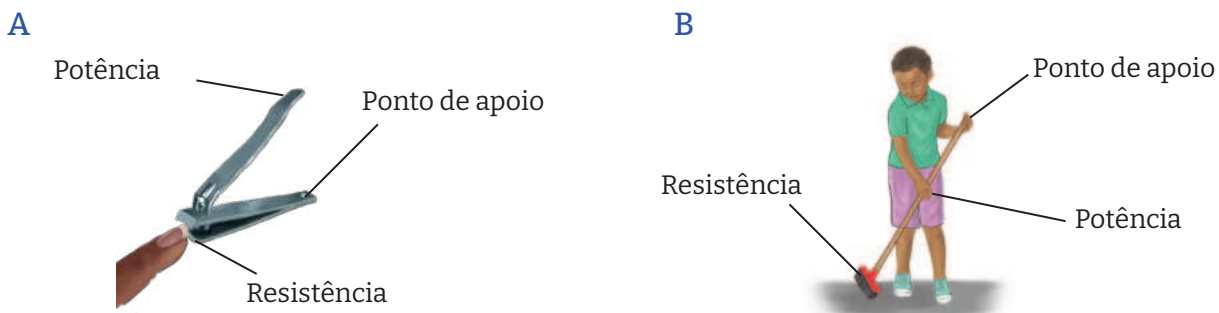 A
Potência
Ponto de apoio
Resistência
B
Ponto de apoio
Resistência
Potência